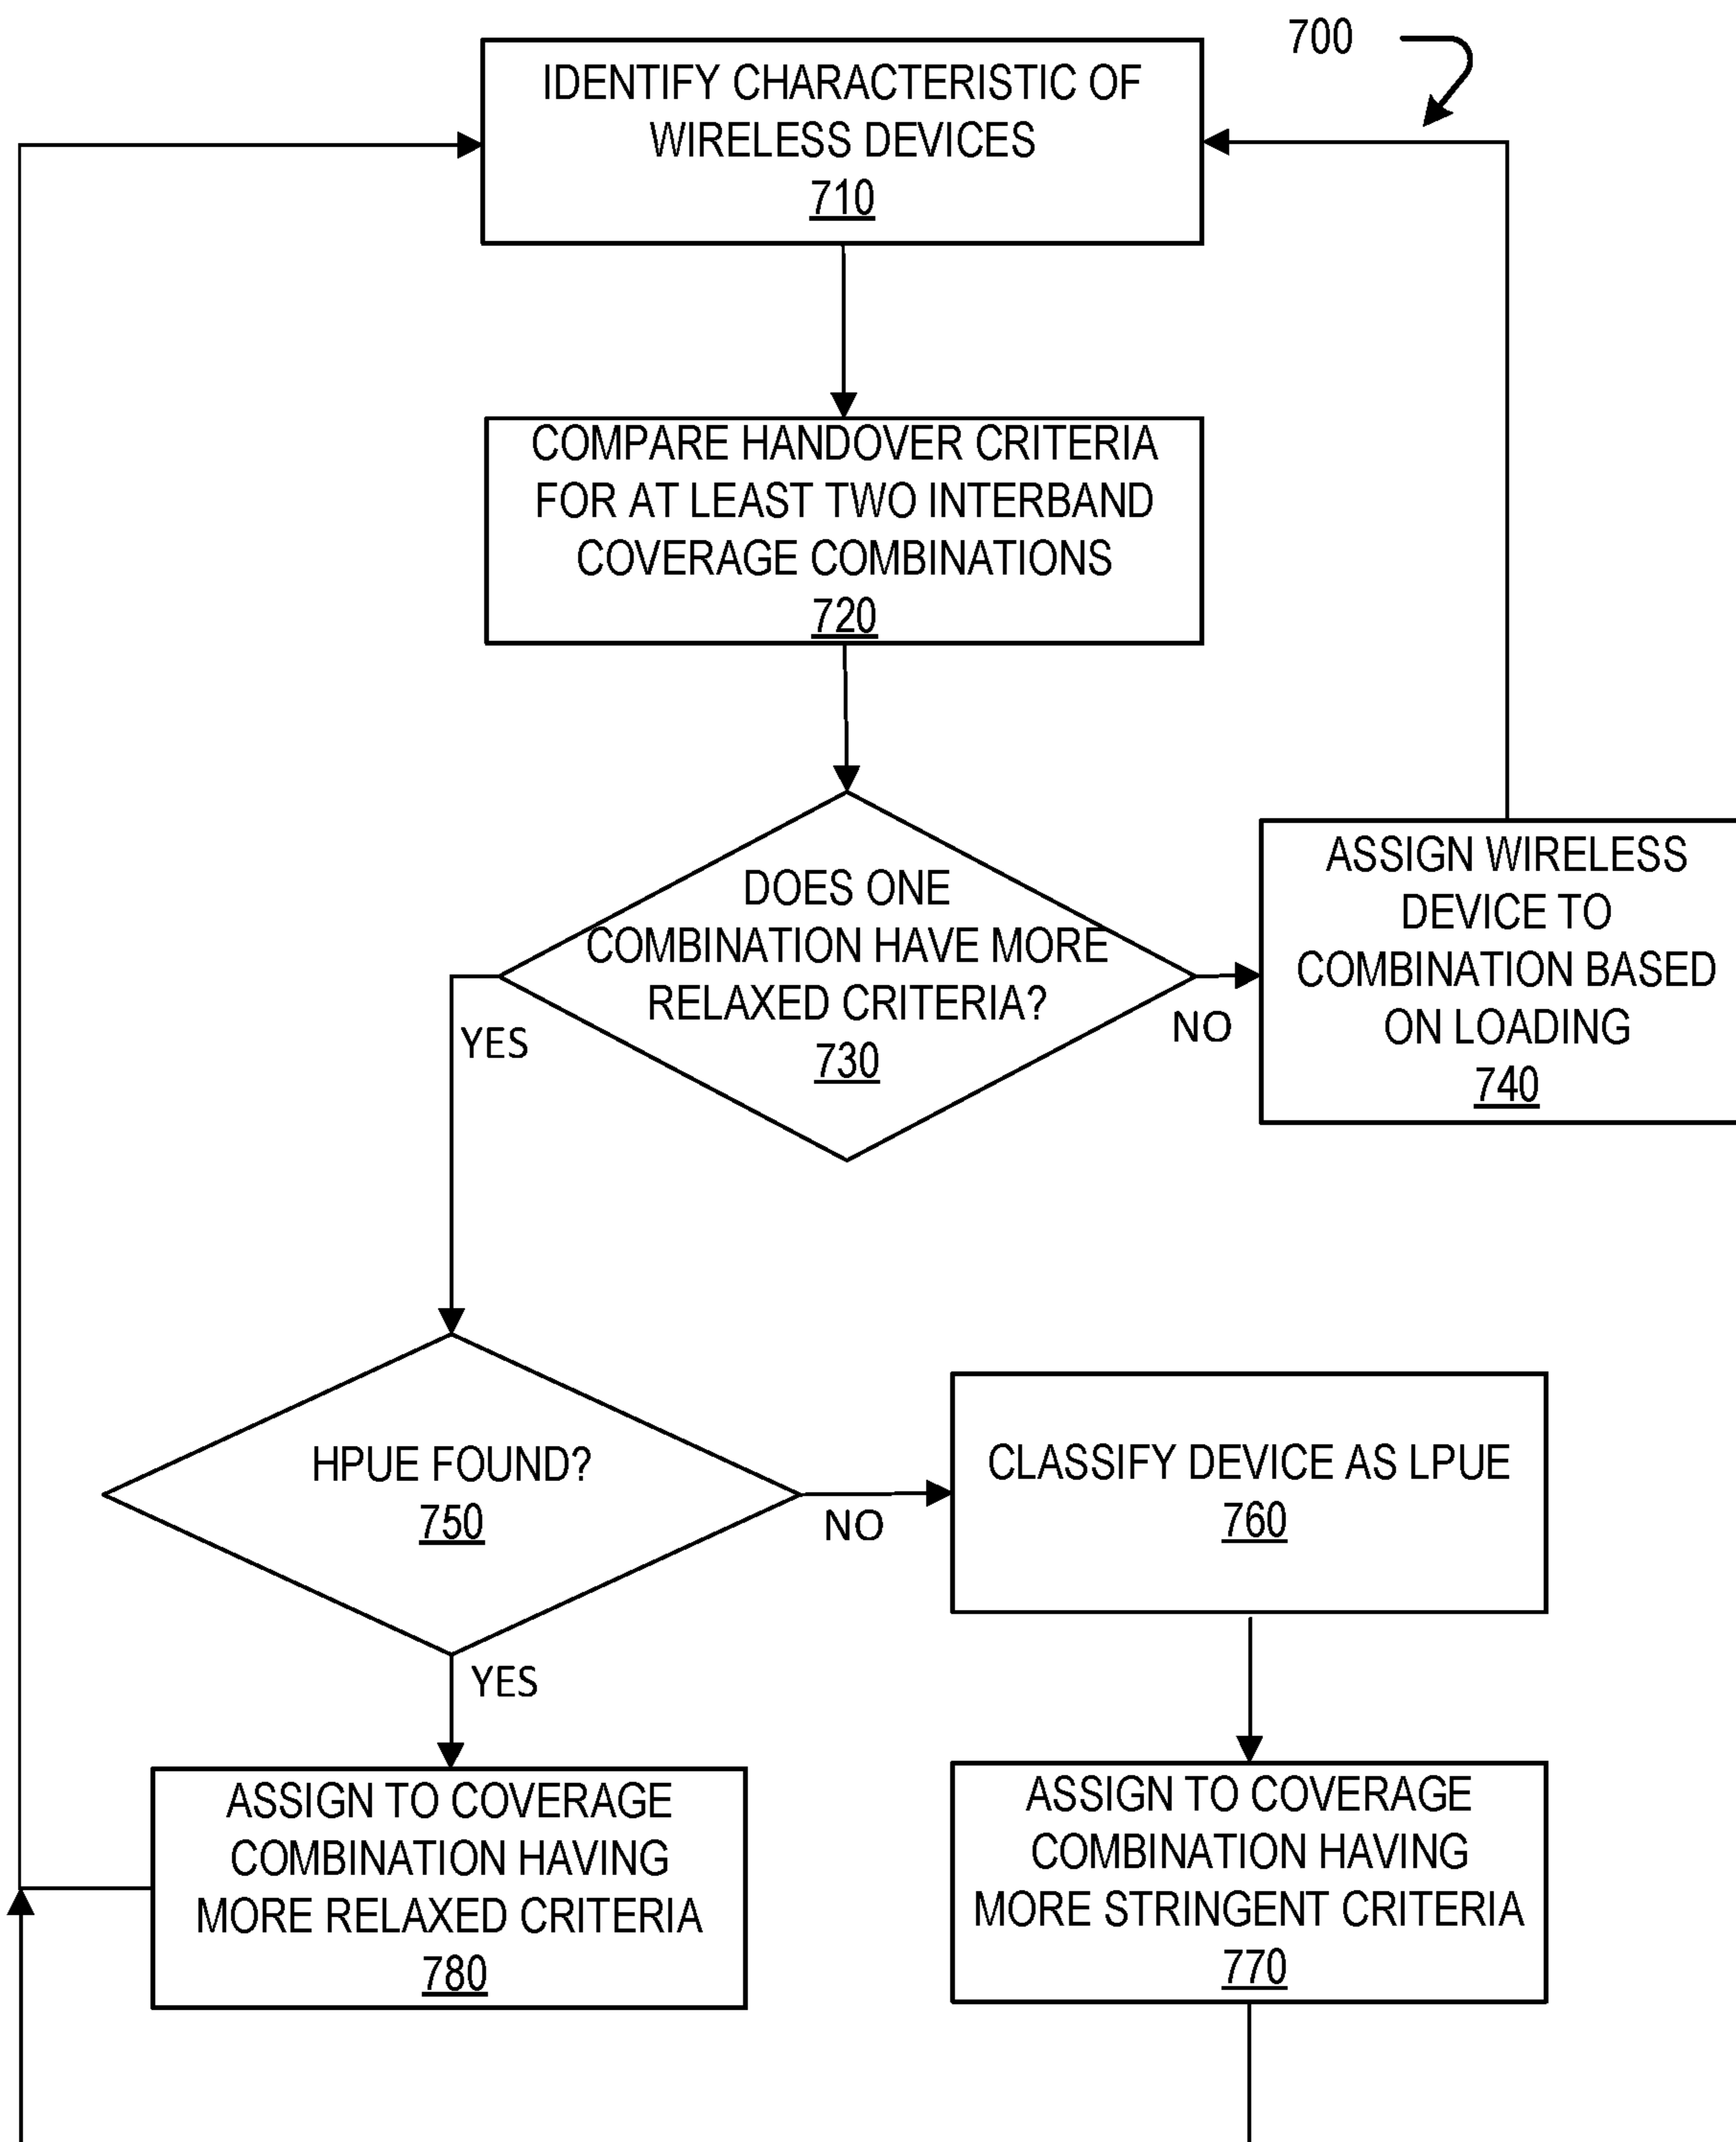 700
IDENTIFY CHARACTERISTIC OF
WIRELESS DEVICES
710
COMPARE HANDOVER CRITERIA
FOR AT LEAST TWO INTERBAND
COVERAGE COMBINATIONS
720
DOES ONE
COMBINATION HAVE MORE
RELAXED CRITERIA?
730
YES
NO
ASSIGN WIRELESS
DEVICE TO
COMBINATION BASED
ON LOADING
740
HPUE FOUND?
750
NO
YES
CLASSIFY DEVICE AS LPUE
760
ASSIGN TO COVERAGE
COMBINATION HAVING
MORE RELAXED CRITERIA
780
ASSIGN TO COVERAGE
COMBINATION HAVING
MORE STRINGENT CRITERIA
770